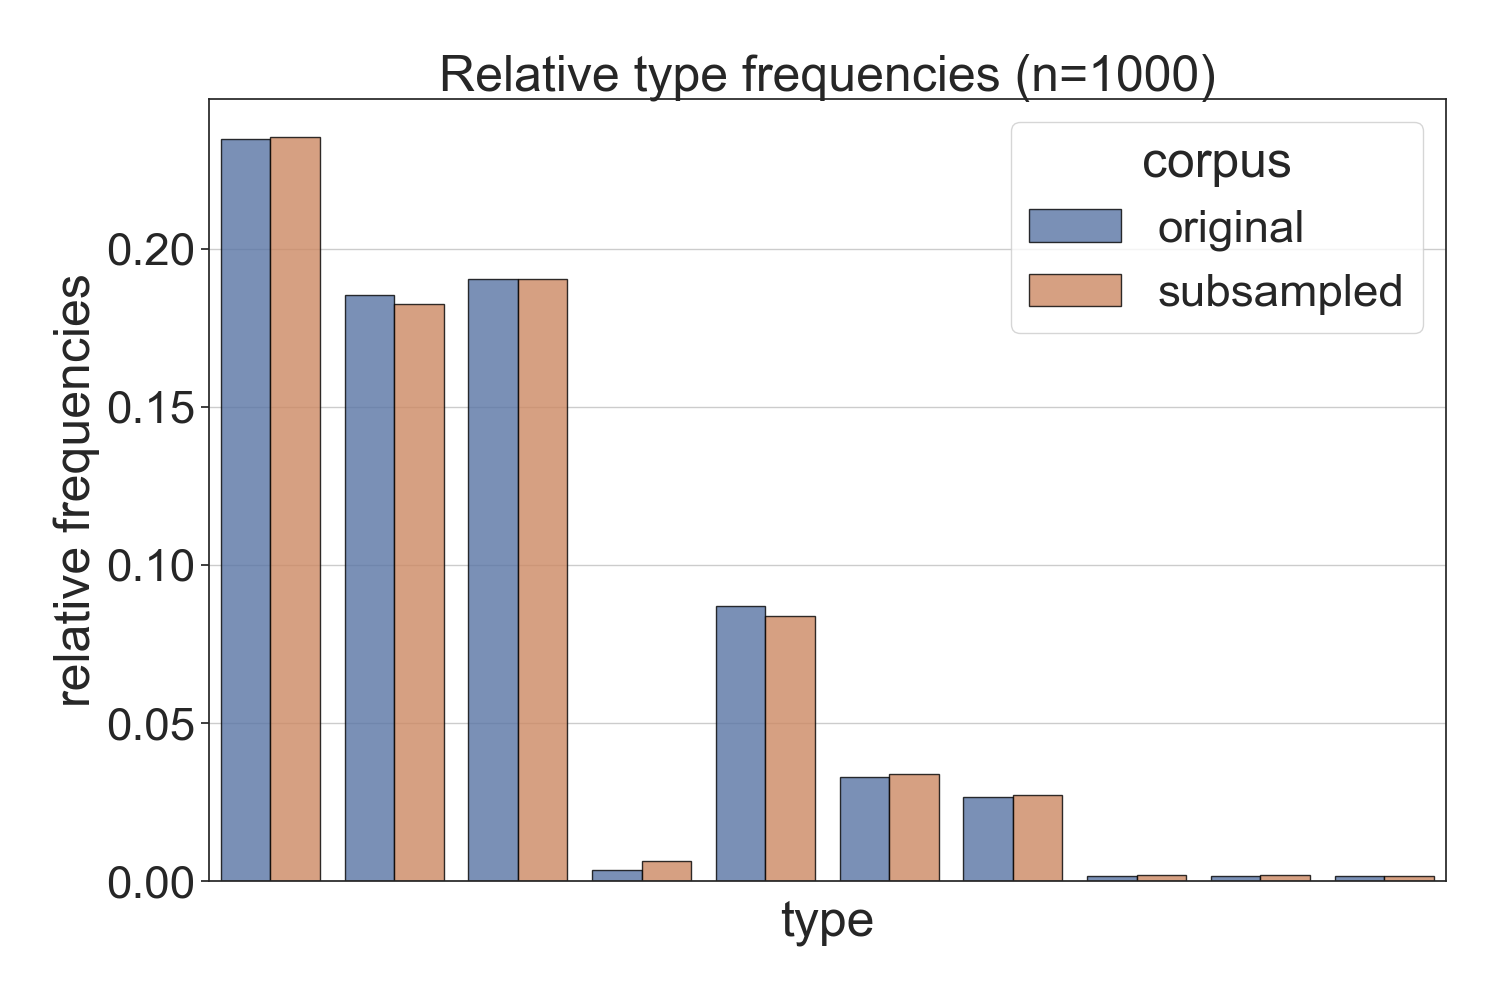 Relative type frequencies (n=1000)
corpus
original
subsampled
relative frequencies
0.20
0.15
0.10
0.05
0.00
type